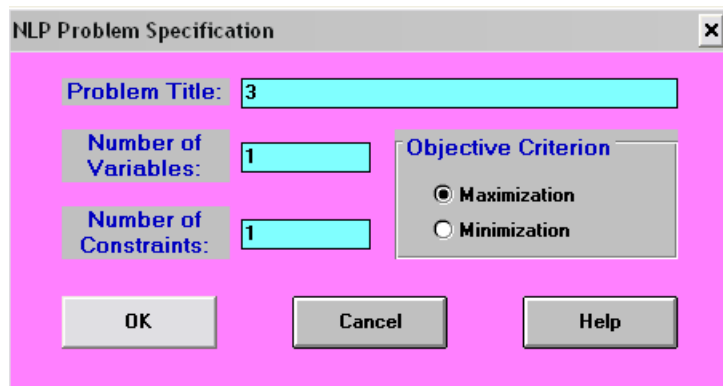 NLP Problem Specification
Problem Title: 3
Number of
Variables: 1
Number of
Constraints: 1
Objective Criterion
Maximization
Minimization
OK Cancel Help